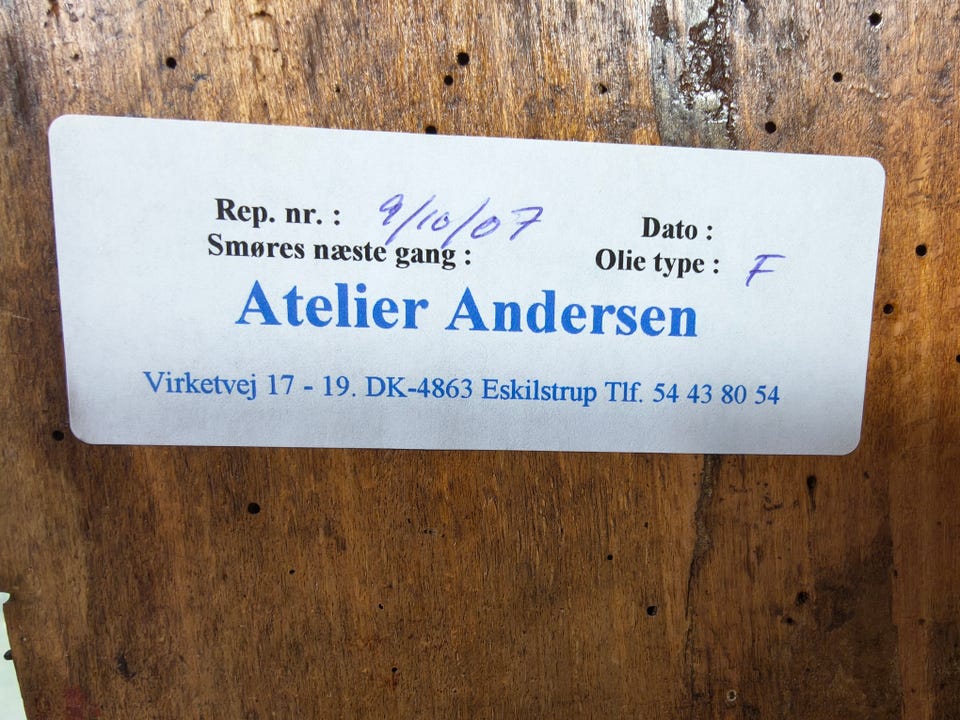 Rep. nr. : 9/10/07 Dato :
Smøres næste gang : Olie type : F
Atelier Andersen
Virketvej 17 - 19. DK-4863 Eskilstrup Tlf. 54 43 80 54